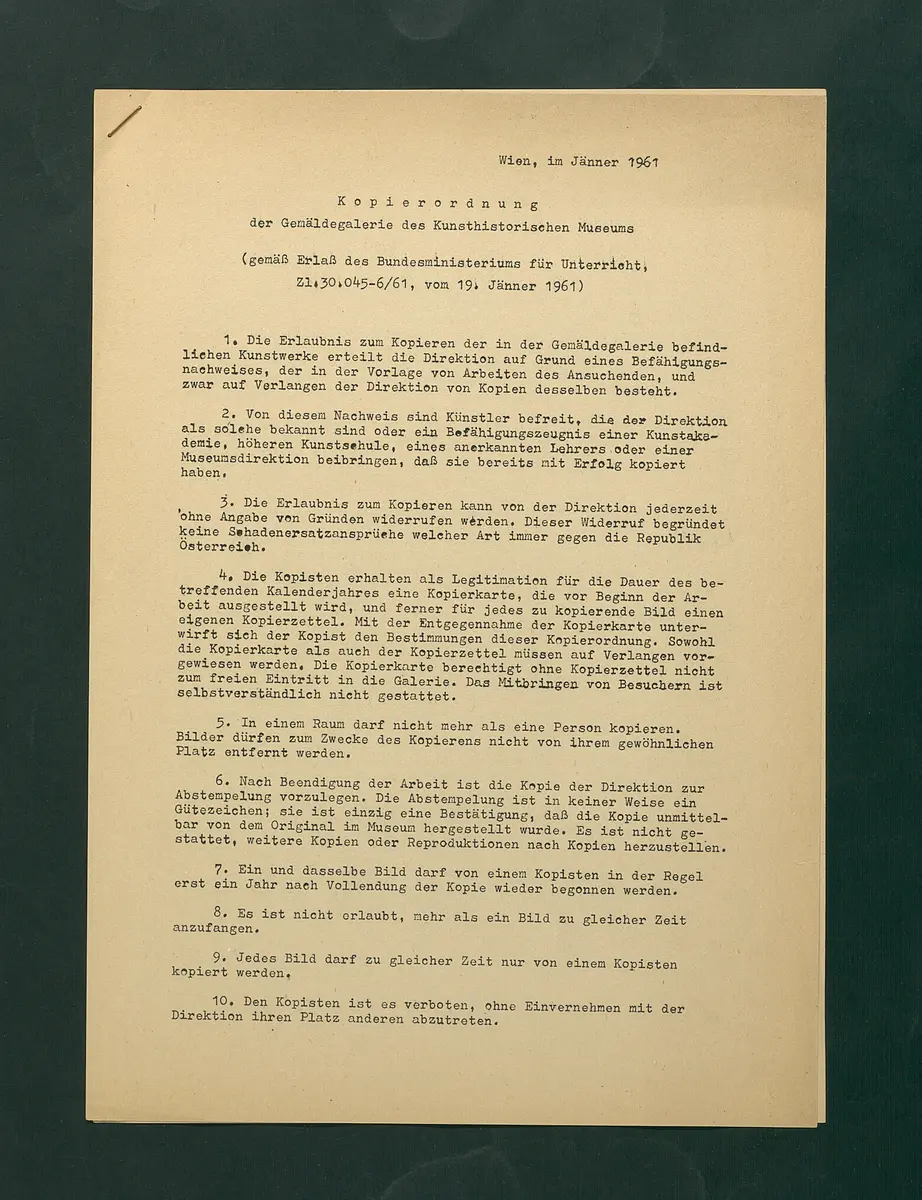 Wien, im Jänner 1961
Kopierordnung
der Gemäldegalerie des Kunsthistorischen Museums
(gemäß Erlaß des Bundesministeriums für Unterricht,
Zl.30.045-6/61, vom 19. Jänner 1961)
1. Die Erlaubnis zum Kopieren der in der Gemäldegalerie befind-
lichen Kunstwerke erteilt die Direktion auf Grund eines Befähigungs-
nachweises, der in der Vorlage von Arbeiten des Ansuchenden, und
zwar auf Verlangen der Direktion von Kopien desselben besteht.
2. Von diesem Nachweis sind Künstler befreit, die der Direktion
als solche bekannt sind oder ein Befähigungszeugnis einer Kunstaka-
demie, höheren Kunstschule, eines anerkannten Lehrers oder einer
Museumsdirektion beibringen, daß sie bereits mit Erfolg kopiert
haben.
3. Die Erlaubnis zum Kopieren kann von der Direktion jederzeit
ohne Angabe von Gründen widerrufen werden. Dieser Widerruf begründet
keine Schadenersatzansprüche welcher Art immer gegen die Republik
Österreich.
4. Die Kopisten erhalten als Legitimation für die Dauer des be-
treffenden Kalenderjahres eine Kopierkarte, die vor Beginn der Ar-
beit ausgestellt wird, und ferner für jedes zu kopierende Bild einen
eigenen Kopierzettel. Mit der Entgegennahme der Kopierkarte unter-
wirft sich der Kopist den Bestimmungen dieser Kopierordnung. Sowohl
die Kopierkarte als auch der Kopierzettel müssen auf Verlangen vor-
gewiesen werden. Die Kopierkarte berechtigt ohne Kopierzettel nicht
zum freien Eintritt in die Galerie. Das Mitbringen von Besuchern ist
selbstverständlich nicht gestattet.
5. In einem Raum darf nicht mehr als eine Person kopieren.
Bilder dürfen zum Zwecke des Kopierens nicht von ihrem gewöhnlichen
Platz entfernt werden.
6. Nach Beendigung der Arbeit ist die Kopie der Direktion zur
Abstempelung vorzulegen. Die Abstempelung ist in keiner Weise ein
Gütezeichen; sie ist einzig eine Bestätigung, daß die Kopie unmittel-
bar von dem Original im Museum hergestellt wurde. Es ist nicht ge-
stattet, weitere Kopien oder Reproduktionen nach Kopien herzustellen.
7. Ein und dasselbe Bild darf von einem Kopisten in der Regel
erst ein Jahr nach Vollendung der Kopie wieder begonnen werden.
8. Es ist nicht erlaubt, mehr als ein Bild zu gleicher Zeit
anzufangen.
9. Jedes Bild darf zu gleicher Zeit nur von einem Kopisten
kopiert werden.
10. Den Kopisten ist es verboten, ohne Einvernehmen mit der
Direktion ihren Platz anderen abzutreten.